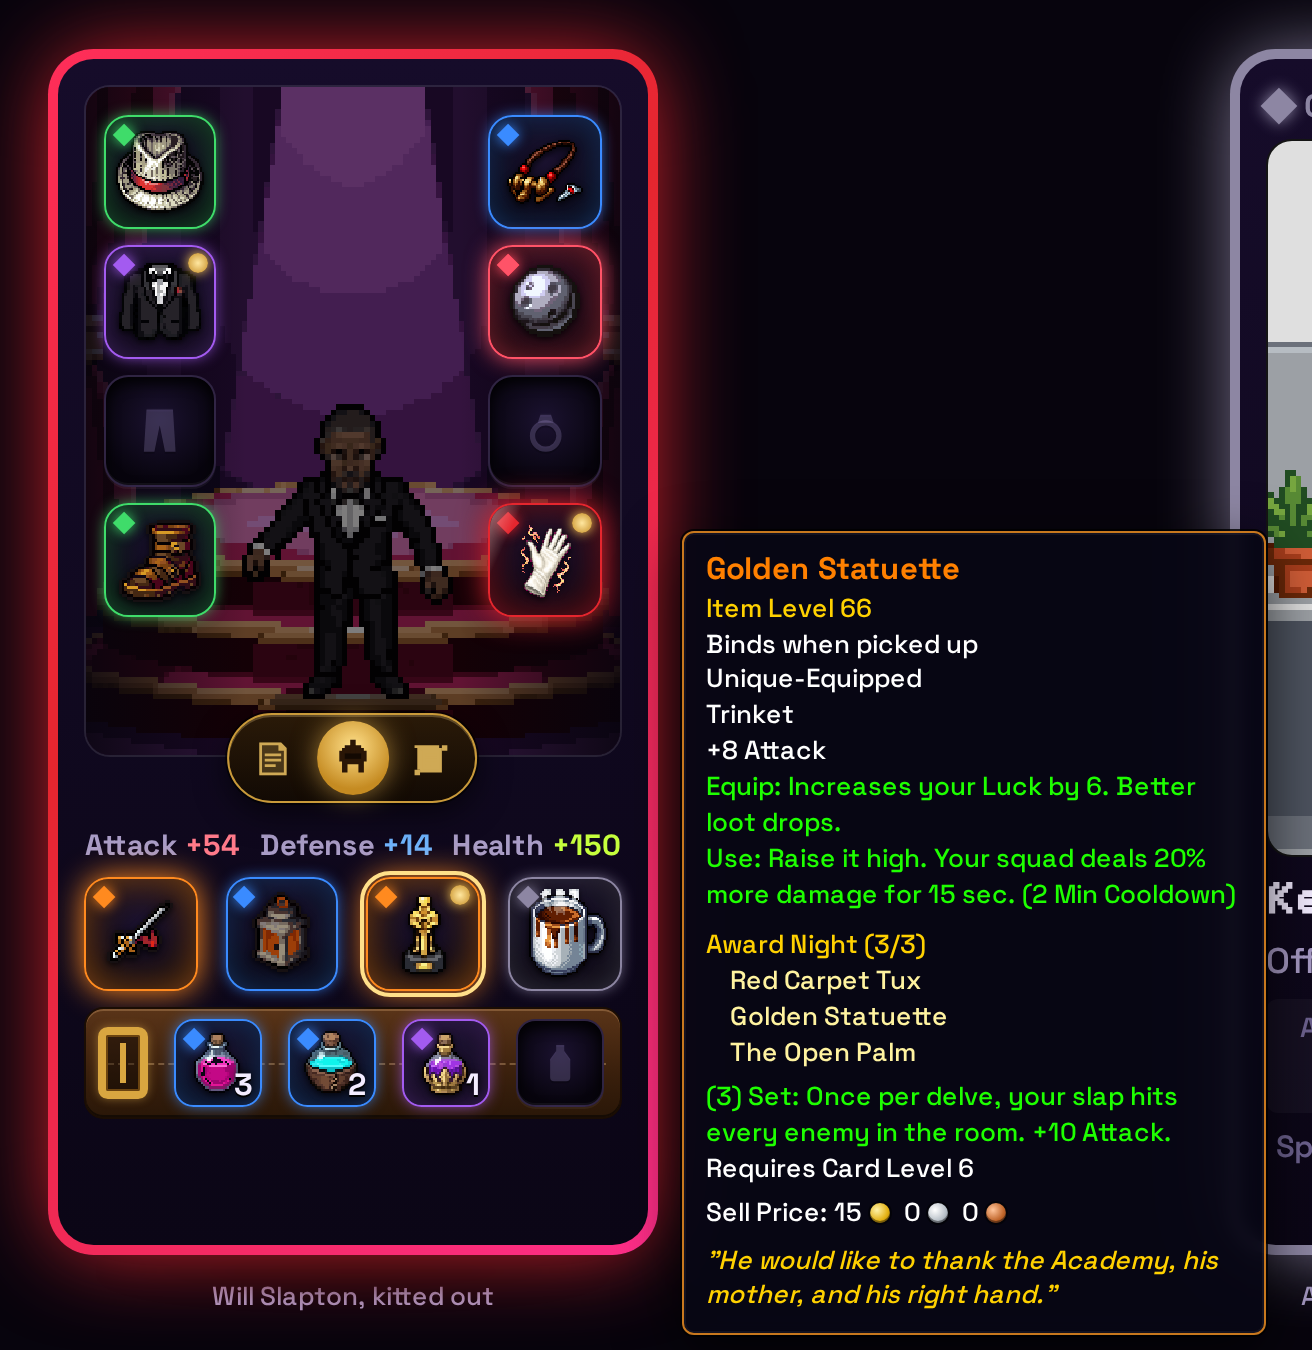 Attack +54 Defense +14 Health +150
3
2
1
Will Slapton, kitted out
Golden Statuette
Item Level 66
Binds when picked up
Unique-Equipped
Trinket
+8 Attack
Equip: Increases your Luck by 6. Better
loot drops.
Use: Raise it high. Your squad deals 20%
more damage for 15 sec. (2 Min Cooldown)
Award Night (3/3)
Red Carpet Tux
Golden Statuette
The Open Palm
(3) Set: Once per delve, your slap hits
every enemy in the room. +10 Attack.
Requires Card Level 6
Sell Price: 15 0 0
"He would like to thank the Academy, his
mother, and his right hand."